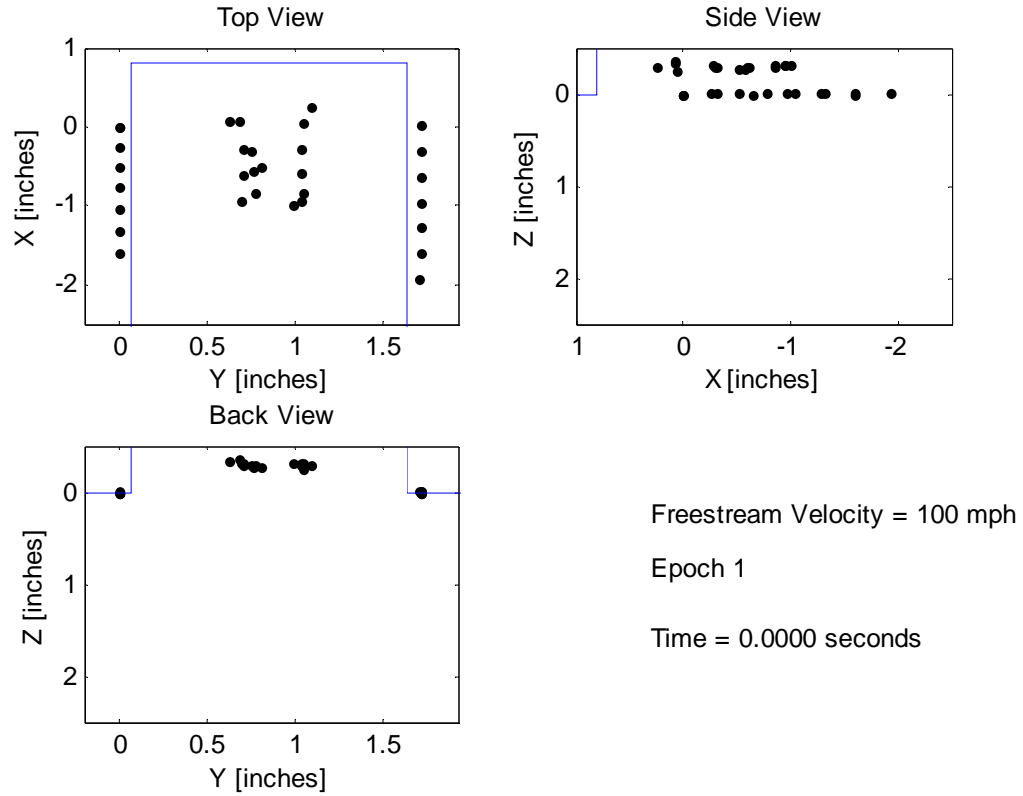 Top View
1
0
-1
-2
X [inches]
0 0.5 1 1.5
Y [inches]
Side View
0
1
2
Z [inches]
1 0 -1 -2
X [inches]
Back View
0
1
2
Z [inches]
0 0.5 1 1.5
Y [inches]
Freestream Velocity = 100 mph
Epoch 1
Time = 0.0000 seconds